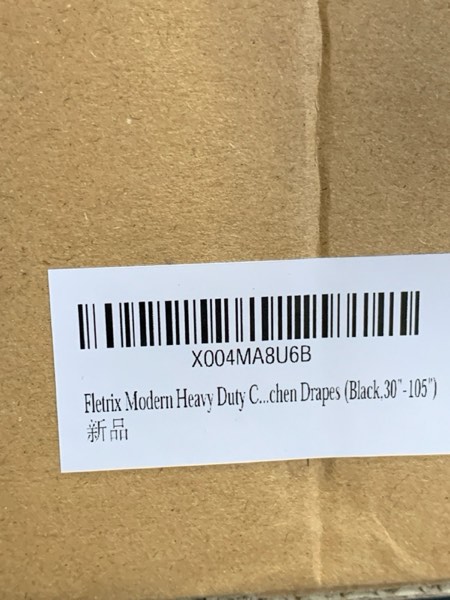 X004MA8U6B
Fletrix Modern Heavy Duty C...chen Drapes (Black,30"-105")
新品